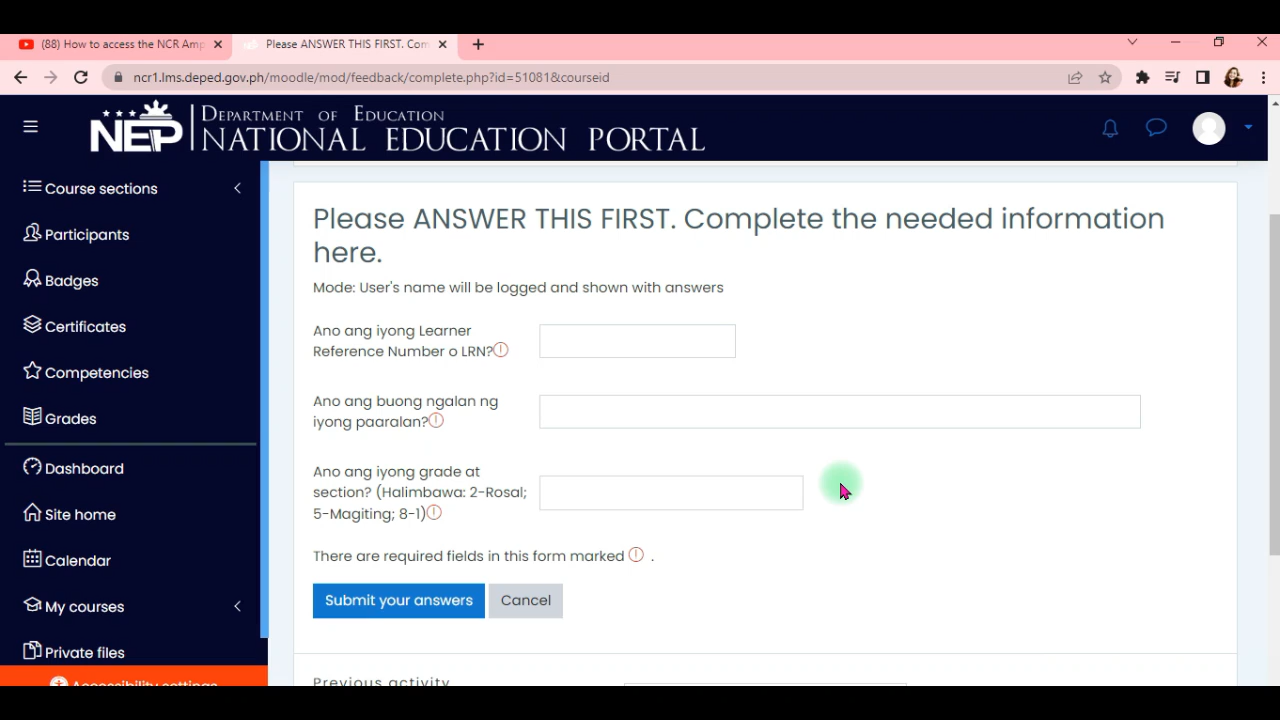 (88) How to access the NCR Amp
Please ANSWER THIS FIRST. Com
ncr1.lms.deped.gov.ph/moodle/mod/feedback/complete.php?id=51081&courseid
NEP
DEPARTMENT OF EDUCATION
NATIONAL EDUCATION PORTAL
Course sections
Participants
Badges
Certificates
Competencies
Grades
Dashboard
Site home
Calendar
My courses
Private files
Accessibility settings
Please ANSWER THIS FIRST. Complete the needed information
here.
Mode: User's name will be logged and shown with answers
Ano ang iyong Learner
Reference Number o LRN?
Ano ang buong ngalan ng
iyong paaralan?
Ano ang iyong grade at
section? (Halimbawa: 2-Rosal;
5-Magiting; 8-1)
There are required fields in this form marked .
Submit your answers
Cancel
Previous activity